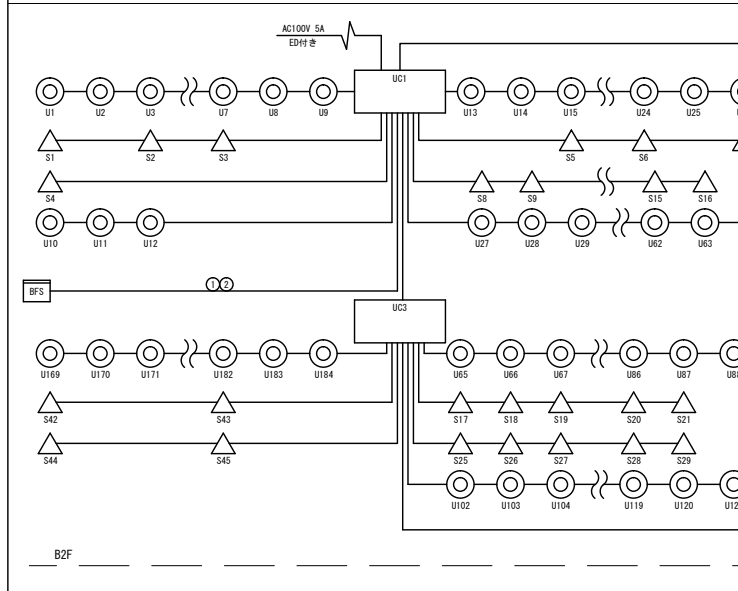 AC100V 5A
ED付き
UC1
U1 U2 U3 U7 U8 U9 U13 U14 U15 U24 U25
S1 S2 S3 S5 S6
S4 S8 S9 S15 S16
U10 U11 U12 U27 U28 U29 U62 U63
BFS 1 2
UC3
U169 U170 U171 U182 U183 U184 U65 U66 U67 U86 U87 U88
S42 S43 S17 S18 S19 S20 S21
S44 S45 S25 S26 S27 S28 S29
U102 U103 U104 U119 U120
B2F